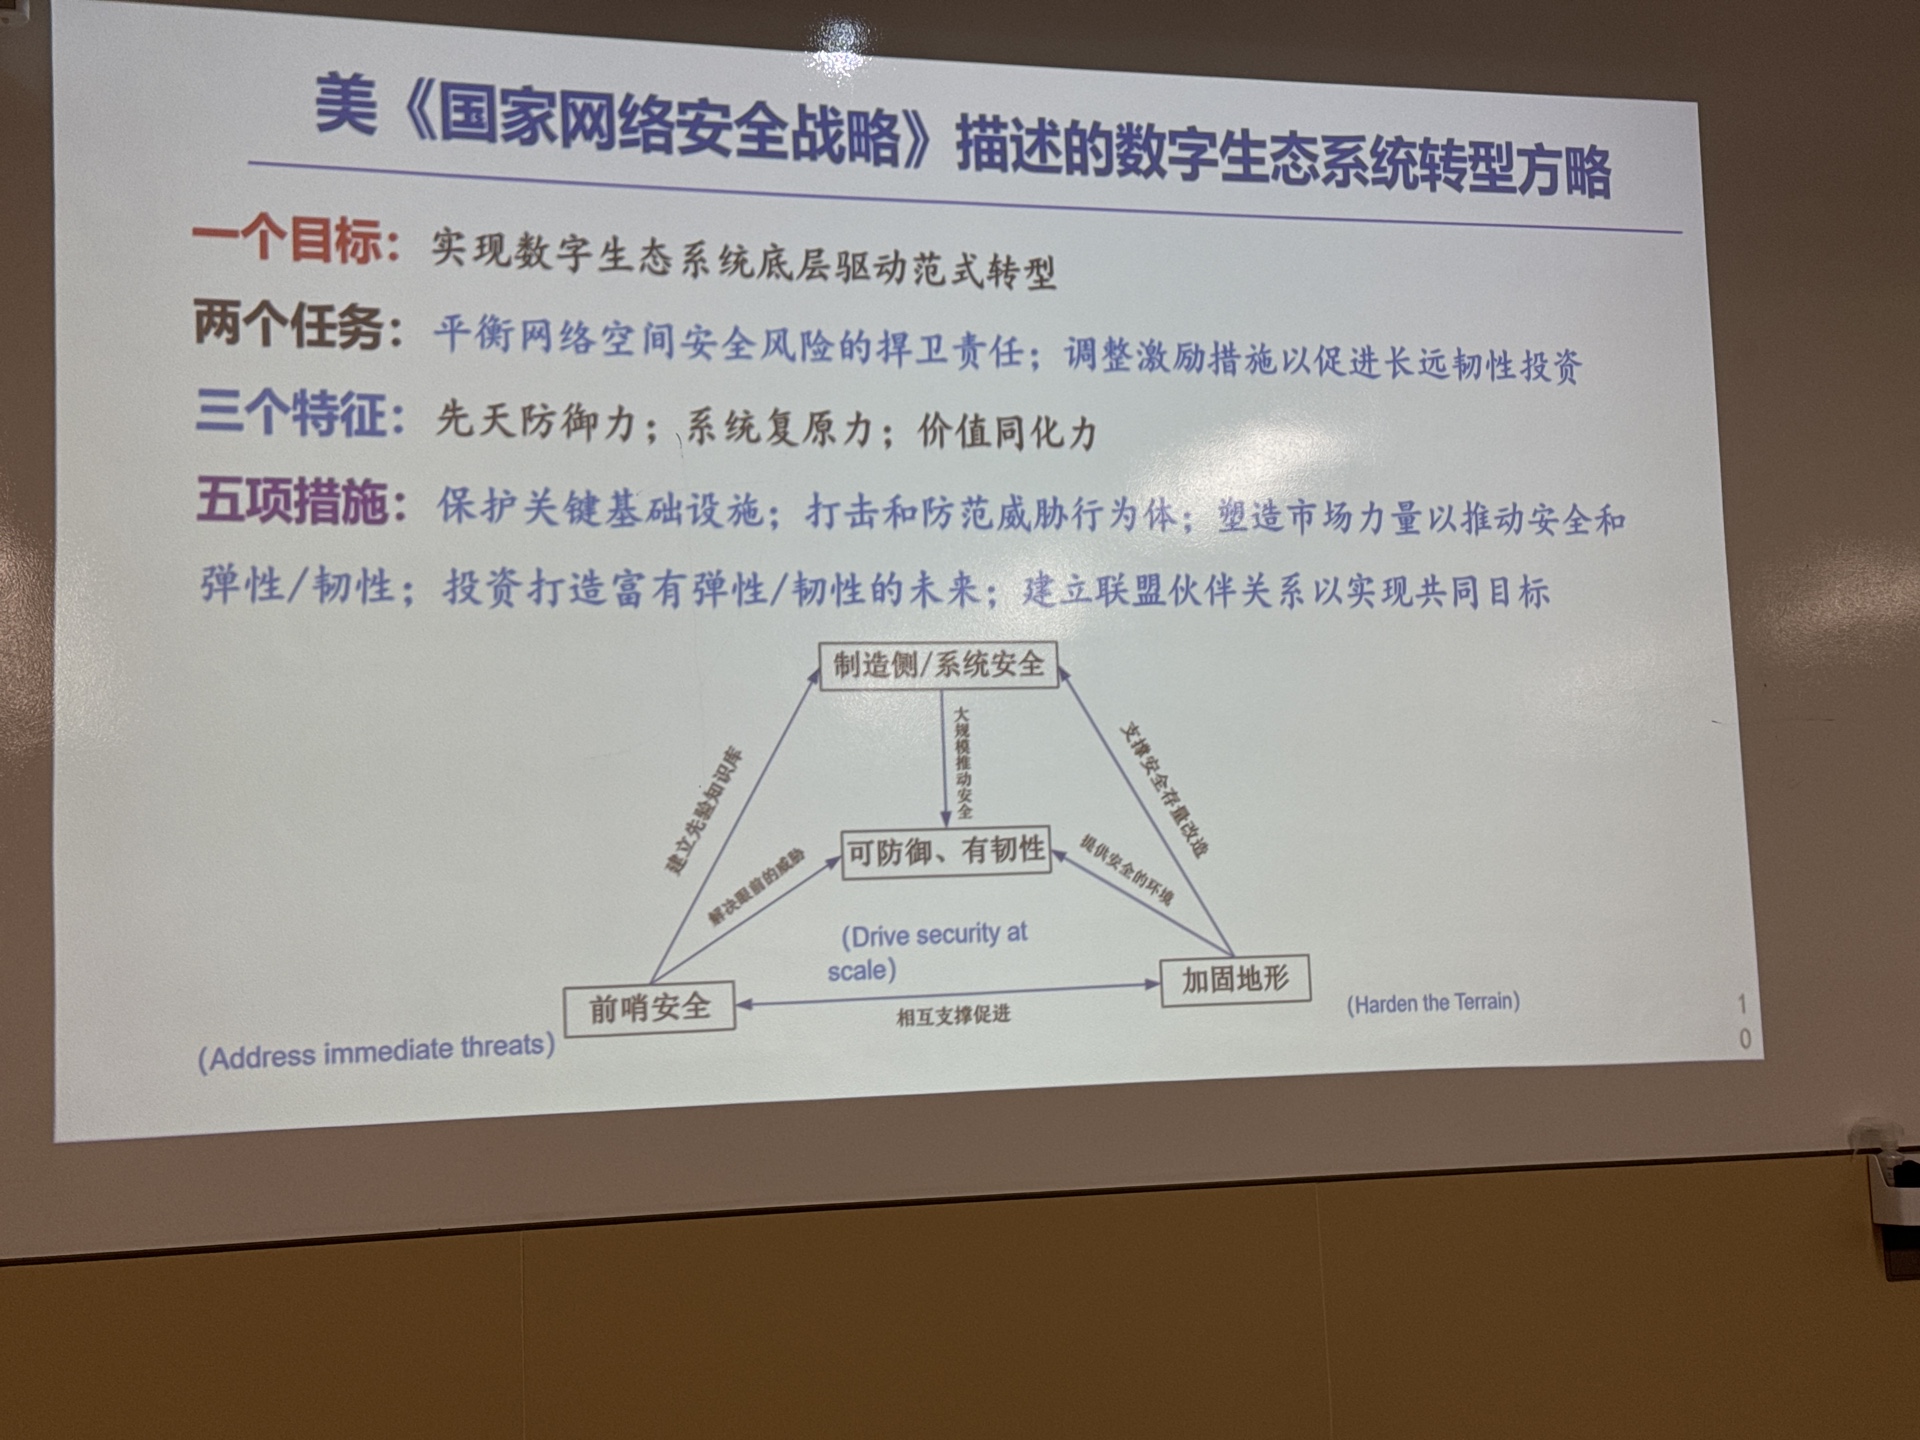 美《国家网络安全战略》描述的数字生态系统转型方略
一个目标：实现数字生态系统底层驱动范式转型
两个任务：平衡网络空间安全风险的捍卫责任；调整激励措施以促进长远韧性投资
三个特征：先天防御力；系统复原力；价值同化力
五项措施：保护关键基础设施；打击和防范威胁行为体；塑造市场力量以推动安全和
弹性/韧性；投资打造富有弹性/韧性的未来；建立联盟伙伴关系以实现共同目标
制造侧/系统安全
大规模推动安全
建立先验知识库
支撑安全存量改造
可防御、有韧性
解决眼前的威胁
提供安全的环境
(Drive security at
scale)
前哨安全
加固地形
相互支撑促进
(Address immediate threats)
(Harden the Terrain)
1
0